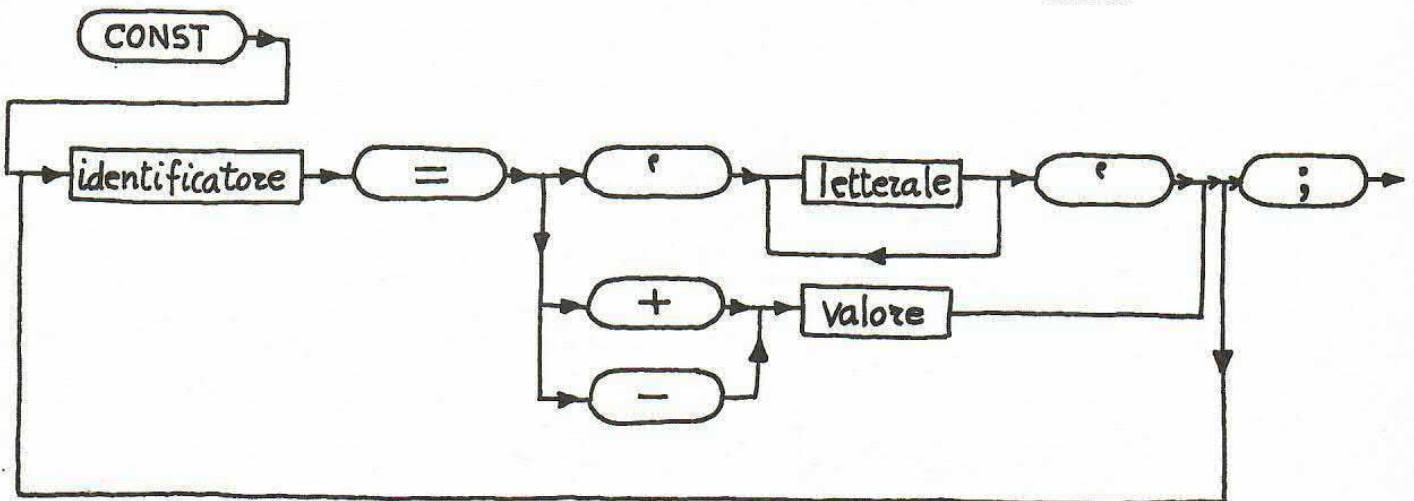 CONST
identificatore = ‘ letterale ‘ ;
+ valore
-